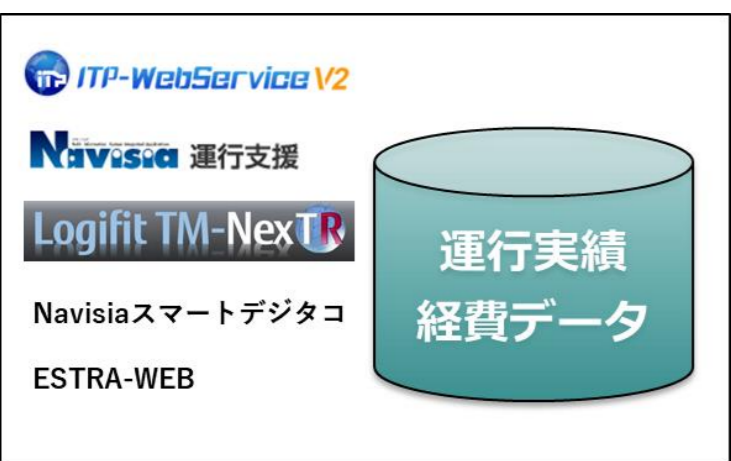 ITP ITP-WebService V2
Navisia 運行支援
Logifit TM-NexTR
Navisiaスマートデジタコ
ESTRA-WEB
運行実績
経費データ